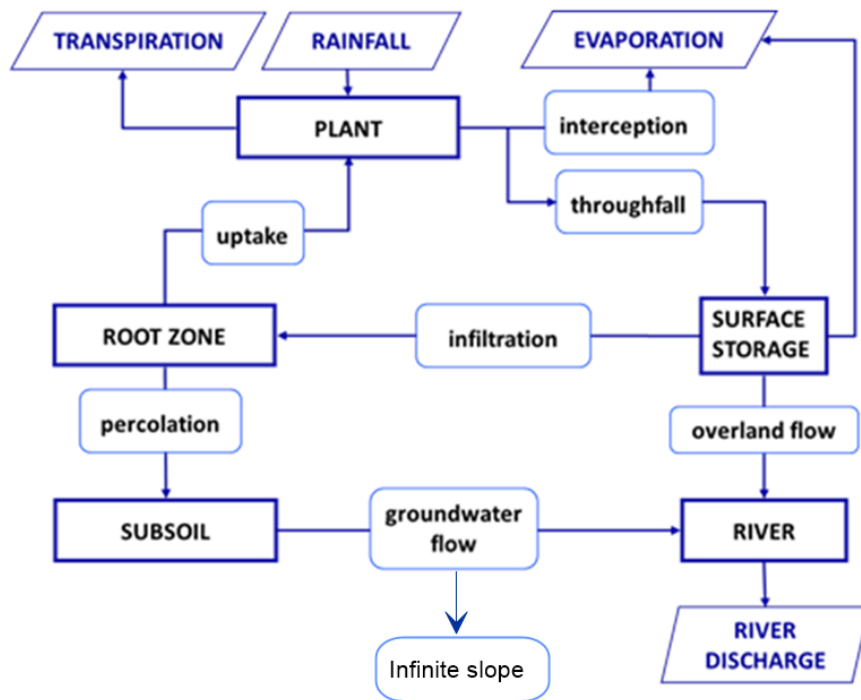 TRANSPIRATION
RAINFALL
EVAPORATION
PLANT
interception
throughfall
uptake
ROOT ZONE
infiltration
SURFACE
STORAGE
percolation
overland flow
SUBSOIL
groundwater
flow
RIVER
Infinite slope
RIVER
DISCHARGE